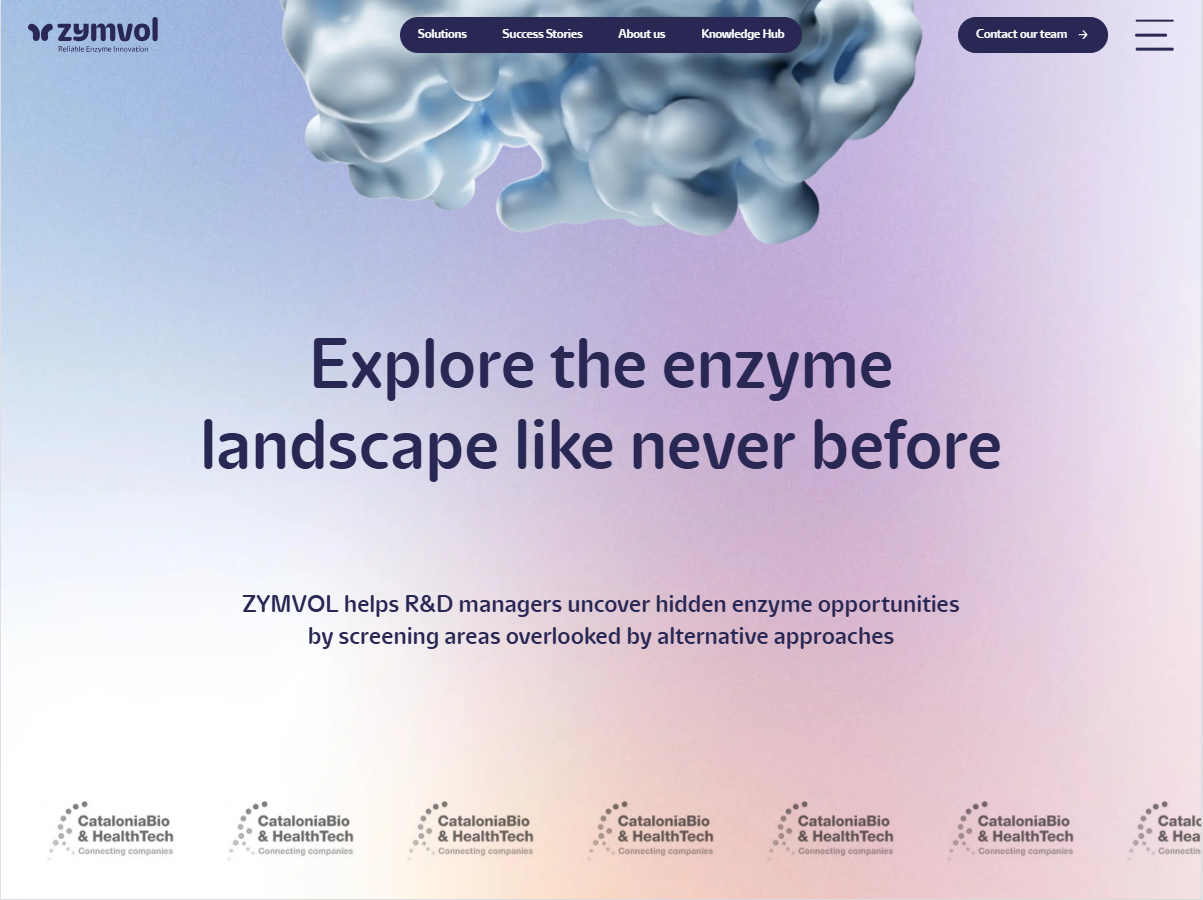 zymvol
Reliable Enzyme Innovation
Solutions
Success Stories
About us
Knowledge Hub
Contact our team
Explore the enzyme
landscape like never before
ZYMVOL helps R&D managers uncover hidden enzyme opportunities
by screening areas overlooked by alternative approaches
CataloniaBio
& HealthTech
Connecting companies
CataloniaBio
& HealthTech
Connecting companies
CataloniaBio
& HealthTech
Connecting companies
CataloniaBio
& HealthTech
Connecting companies
CataloniaBio
& HealthTech
Connecting companies
CataloniaBio
& HealthTech
Connecting companies
Catalo
& Hea
Connectin